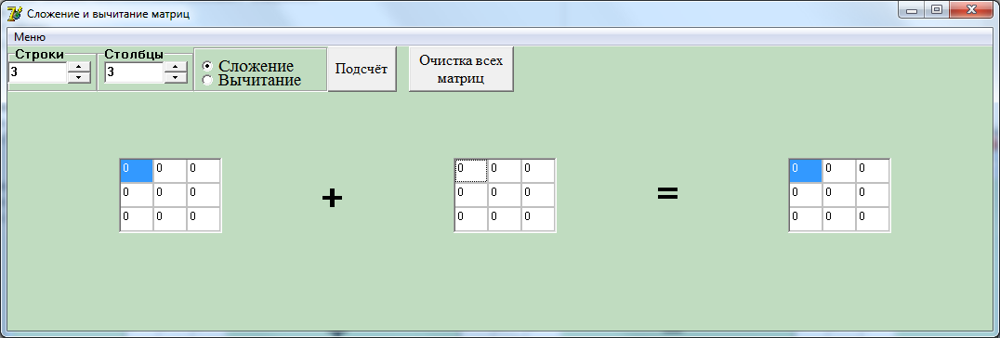 Сложение и вычитание матриц
Меню
Строки
3
Столбцы
3
Сложение
Вычитание
Подсчёт
Очистка всех
матриц
0 0 0
0 0 0
0 0 0
+
0 0 0
0 0 0
0 0 0
=
0 0 0
0 0 0
0 0 0